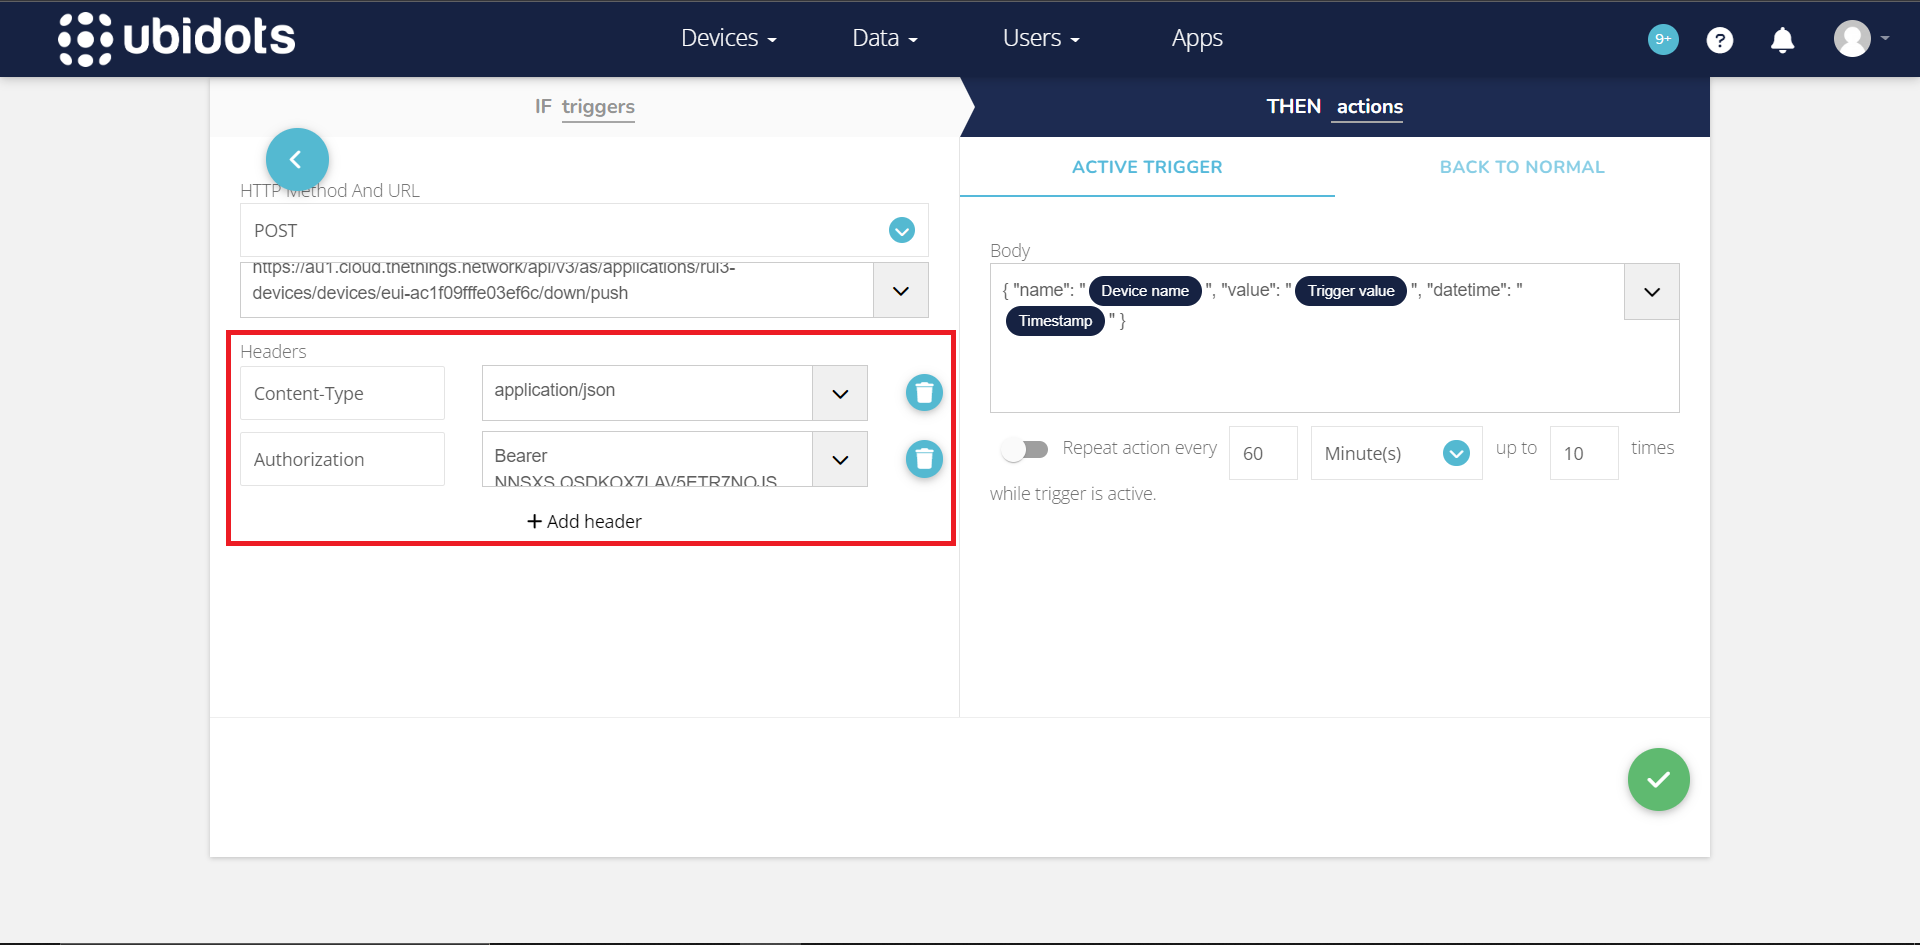 ubidots
Devices
Data
Users
Apps
9+
?
IF triggers
THEN actions
HTTP Method And URL
POST
https://au1.cloud.thethings.network/api/v3/as/applications/rui3-
devices/devices/eui-ac1f09fffe03ef6c/down/push
Headers
Content-Type
application/json
Authorization
Bearer
+ Add header
ACTIVE TRIGGER
BACK TO NORMAL
Body
{ "name": " Device name ", "value": " Trigger value ", "datetime": "
Timestamp " }
Repeat action every 60 Minute(s) up to 10 times
while trigger is active.